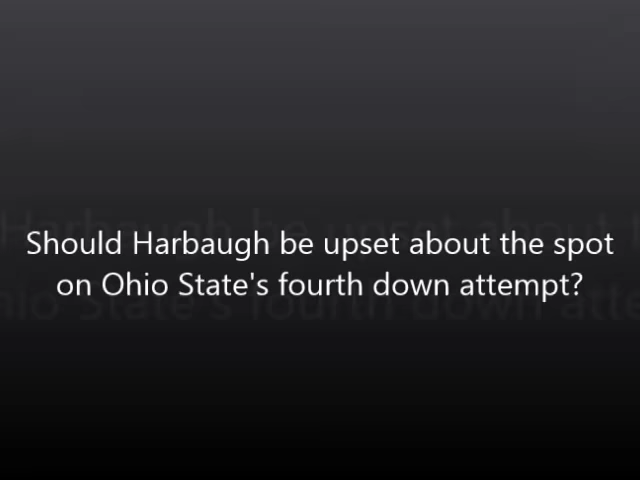 Should Harbaugh be upset about the spot
on Ohio State's fourth down attempt?